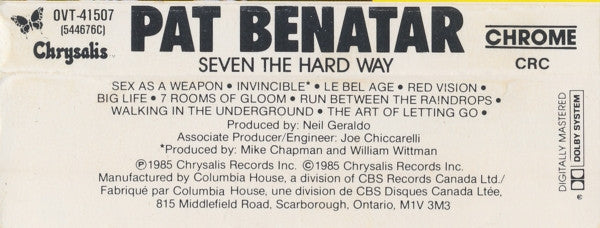 OVT-41507
(544676C)
Chrysalis
PAT BENATAR
SEVEN THE HARD WAY
CHROME
CRC
SEX AS A WEAPON • INVINCIBLE* • LE BEL AGE • RED VISION •
BIG LIFE • 7 ROOMS OF GLOOM • RUN BETWEEN THE RAINDROPS •
WALKING IN THE UNDERGROUND • THE ART OF LETTING GO •
Produced by: Neil Geraldo
Associate Producer/Engineer: Joe Chiccarelli
*Produced by: Mike Chapman and William Wittman
Ⓟ1985 Chrysalis Records Inc. ©1985 Chrysalis Records Inc.
Manufactured by Columbia House, a division of CBS Records Canada Ltd./
Fabriqué par Columbia House, une division de CBS Disques Canada Ltée,
815 Middlefield Road, Scarborough, Ontario, M1V 3M3
DIGITALLY MASTERED
DOLBY SYSTEM